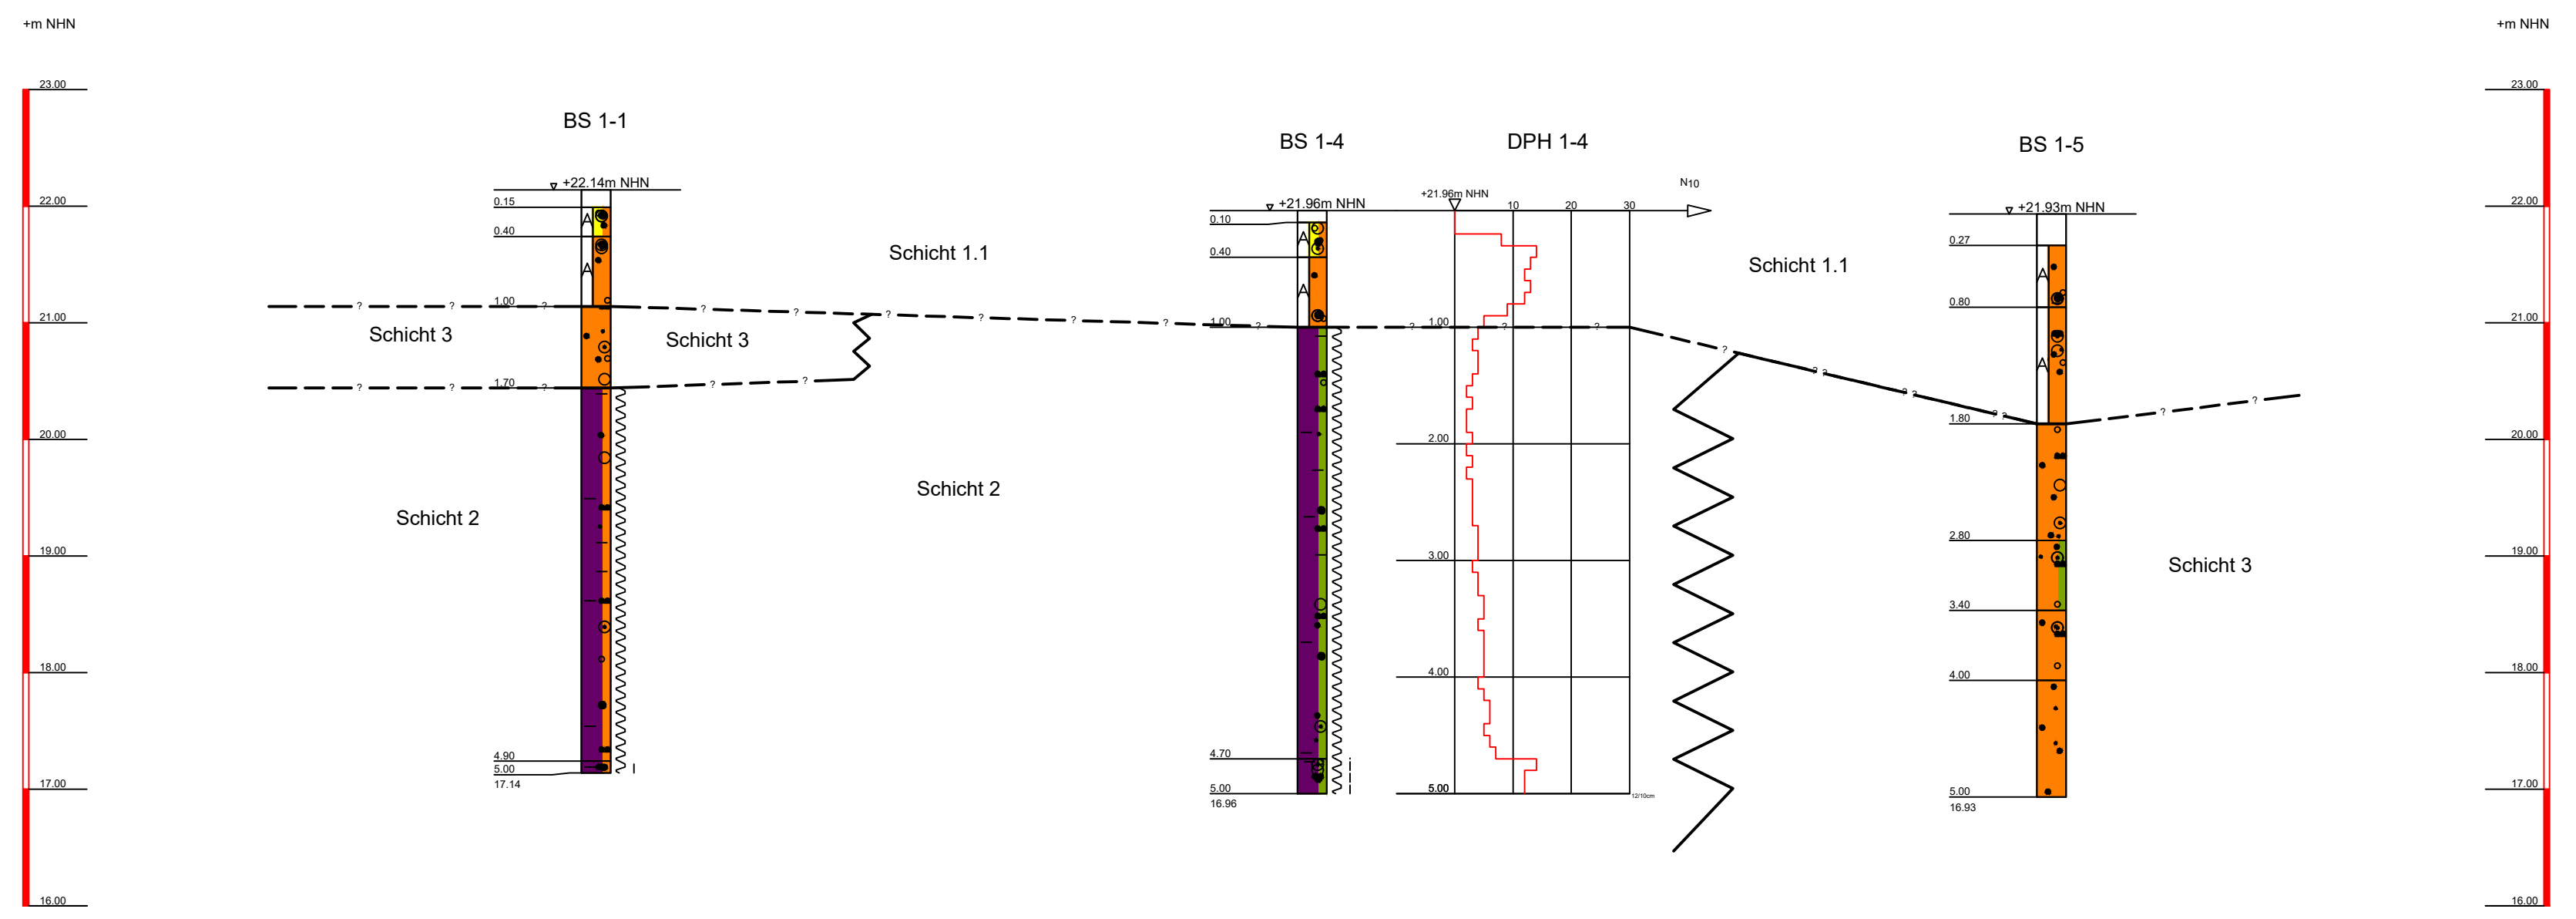 +m NHN
+m NHN
23.00
22.00
21.00
20.00
19.00
18.00
17.00
16.00
BS 1-1
+22.14m NHN
0.15
0.40
1.00
1.70
4.90
5.00
17.14
A
A
Schicht 3
Schicht 3
Schicht 2
Schicht 1.1
Schicht 2
BS 1-4
+21.96m NHN
0.10
0.40
1.00
4.70
5.00
16.96
A
A
DPH 1-4
+21.96m NHN
N10
10 20 30
1.00
2.00
3.00
4.00
5.00
12/10cm
Schicht 1.1
BS 1-5
+21.93m NHN
0.27
0.80
1.80
2.80
3.40
4.00
5.00
16.93
A
A
Schicht 3
23.00
22.00
21.00
20.00
19.00
18.00
17.00
16.00